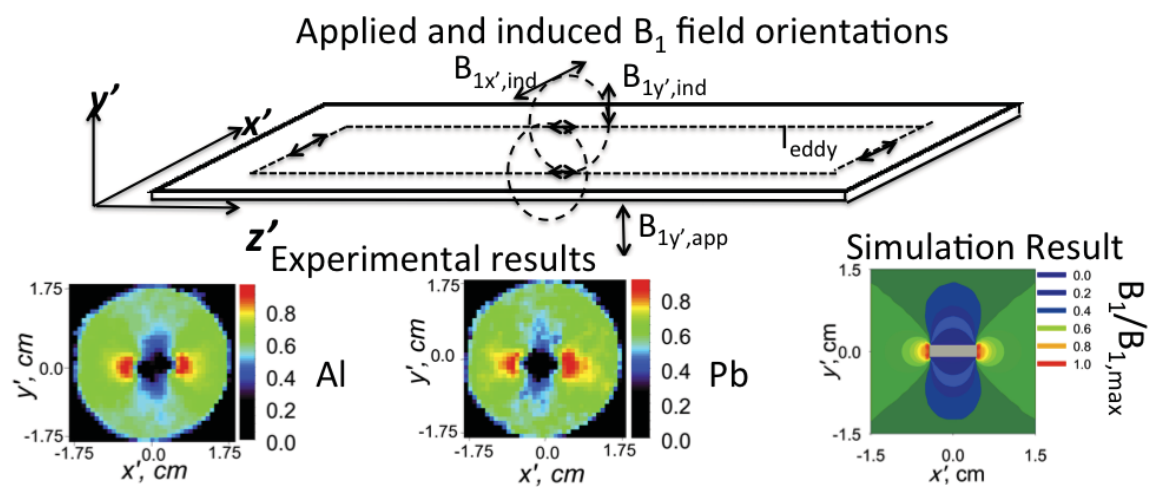 Applied and induced B1 field orientations
B1x',ind
B1y',ind
y'
x'
Ieddy
z'
B1y',app
Experimental results
Simulation Result
1.75
0.0
-1.75
y', cm
-1.75 0.0 1.75
x', cm
0.8
0.6
0.4
0.2
0.0
Al
1.75
0.0
-1.75
y', cm
-1.75 0.0 1.75
x', cm
0.8
0.6
0.4
0.2
0.0
Pb
1.5
0.0
-1.5
y', cm
-1.5 0.0 1.5
x', cm
0.0
0.2
0.4
0.6
0.8
1.0
B1/B1,max